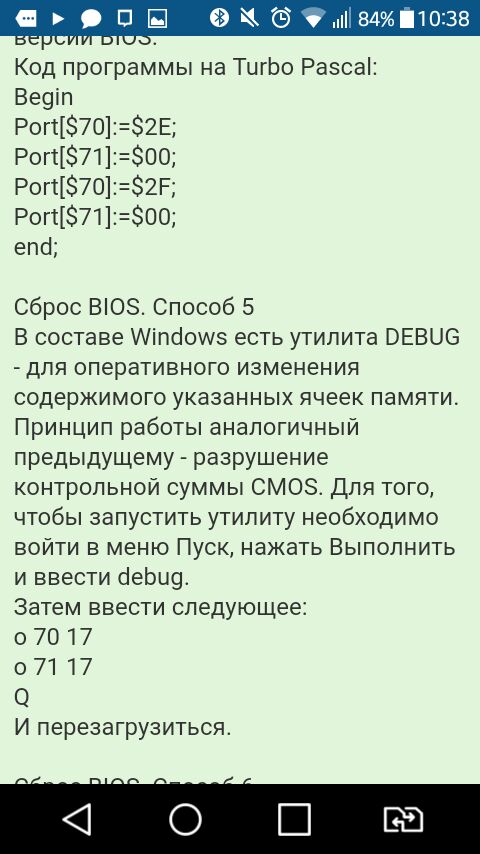 84% 10:38
версии BIOS.
Код программы на Turbo Pascal:
Begin
Port[$70]:=$2E;
Port[$71]:=$00;
Port[$70]:=$2F;
Port[$71]:=$00;
end;
Сброс BIOS. Способ 5
В составе Windows есть утилита DEBUG
- для оперативного изменения
содержимого указанных ячеек памяти.
Принцип работы аналогичный
предыдущему - разрушение
контрольной суммы CMOS. Для того,
чтобы запустить утилиту необходимо
войти в меню Пуск, нажать Выполнить
и ввести debug.
Затем ввести следующее:
o 70 17
o 71 17
Q
И перезагрузиться.
Сброс BIOS. Способ 6